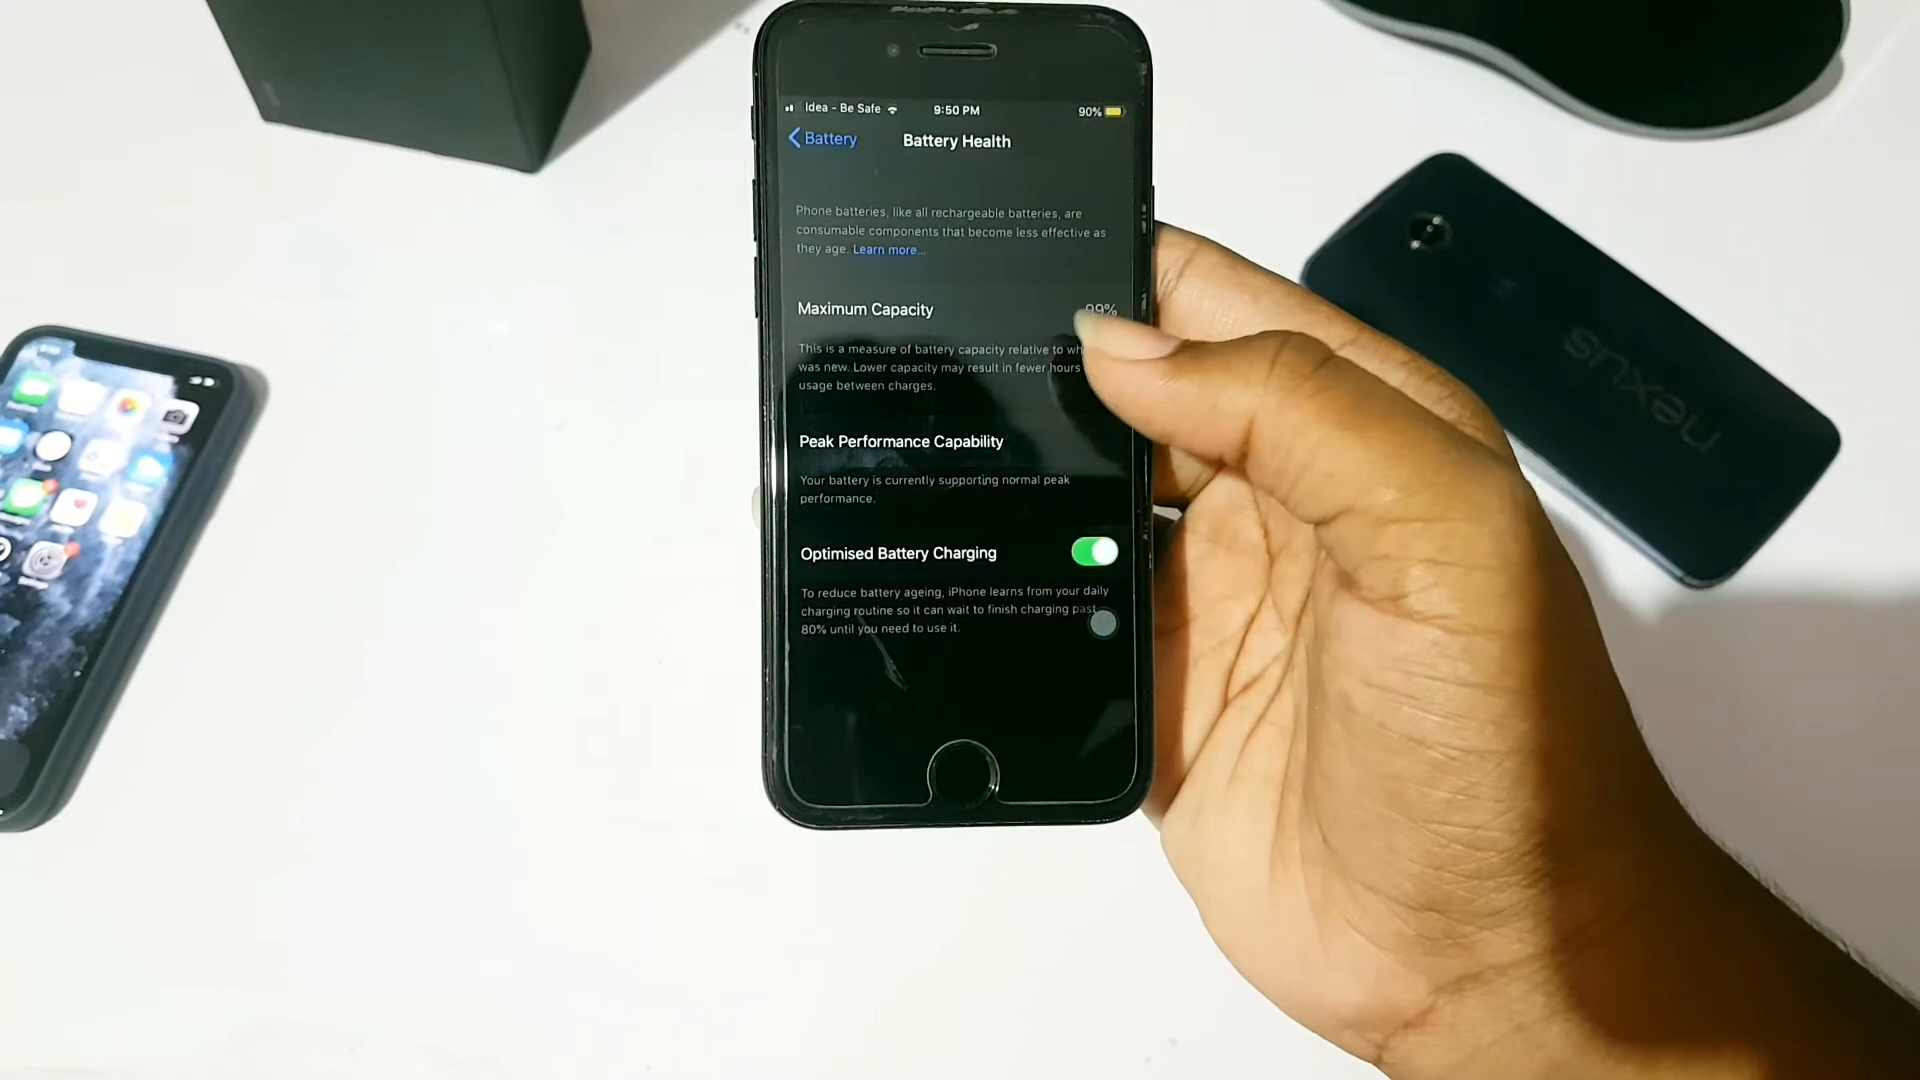 Idea - Be Safe 9:50 PM 90%
Battery Battery Health
Phone batteries, like all rechargeable batteries, are
consumable components that become less effective as
they age. Learn more...
Maximum Capacity 99%
This is a measure of battery capacity relative to
was new. Lower capacity may result in fewer hours
usage between charges.
Peak Performance Capability
Your battery is currently supporting normal peak
performance.
Optimised Battery Charging
To reduce battery ageing, iPhone learns from your daily
charging routine so it can wait to finish charging past
80% until you need to use it.
nexus